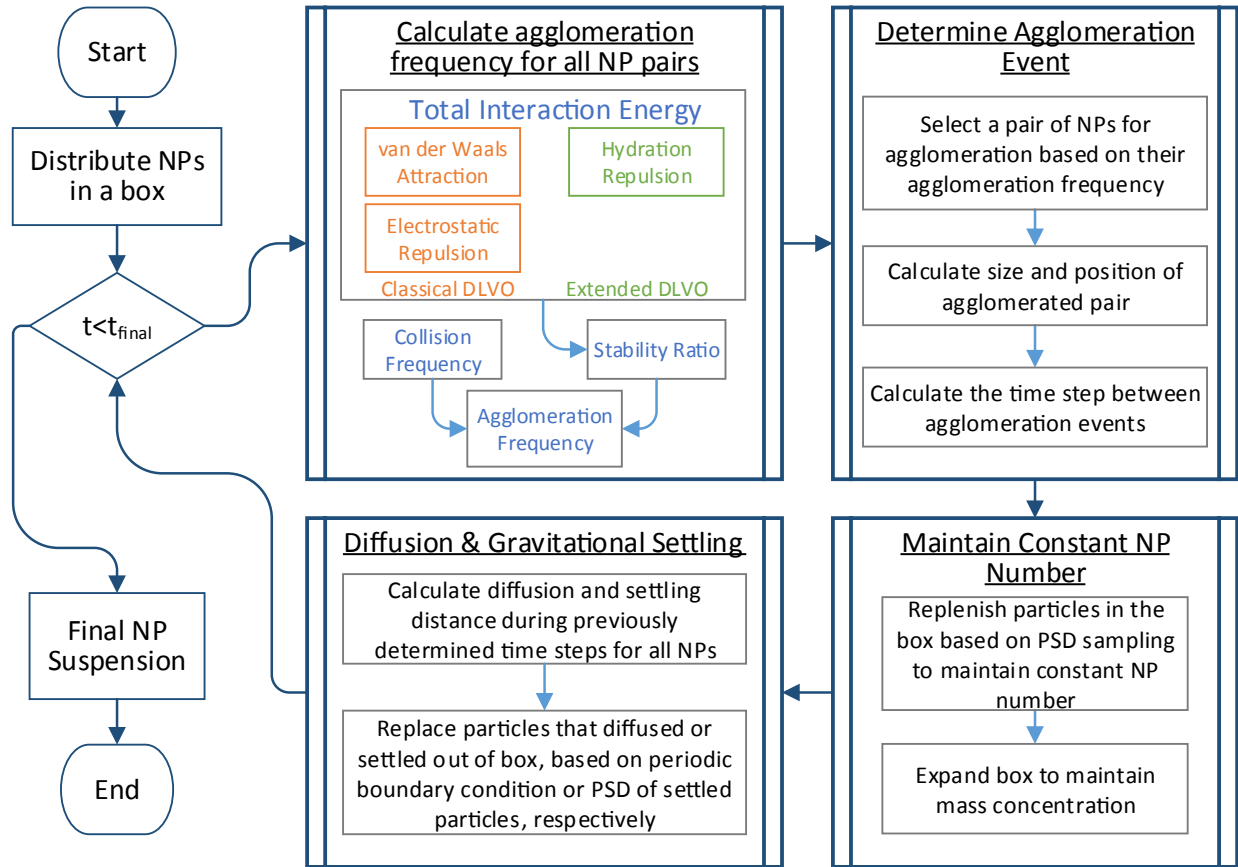 Start
Distribute NPs
in a box
t<tfinal
Final NP
Suspension
End
Calculate agglomeration
frequency for all NP pairs
Total Interaction Energy
van der Waals
Attraction
Hydration
Repulsion
Electrostatic
Repulsion
Classical DLVO
Extended DLVO
Collision
Frequency
Stability Ratio
Agglomeration
Frequency
Determine Agglomeration
Event
Select a pair of NPs for
agglomeration based on their
agglomeration frequency
Calculate size and position of
agglomerated pair
Calculate the time step between
agglomeration events
Maintain Constant NP
Number
Replenish particles in the
box based on PSD sampling
to maintain constant NP
number
Expand box to maintain
mass concentration
Diffusion & Gravitational Settling
Calculate diffusion and settling
distance during previously
determined time steps for all NPs
Replace particles that diffused or
settled out of box, based on periodic
boundary condition or PSD of settled
particles, respectively